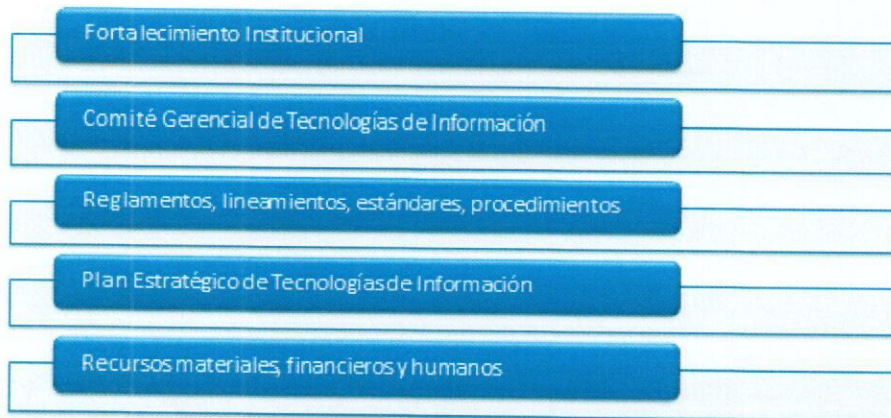 Fortalecimiento Institucional
Comité Gerencial de Tecnologías de Información
Reglamentos, lineamientos, estándares, procedimientos
Plan Estratégico de Tecnologías de Información
Recursos materiales, financieros y humanos